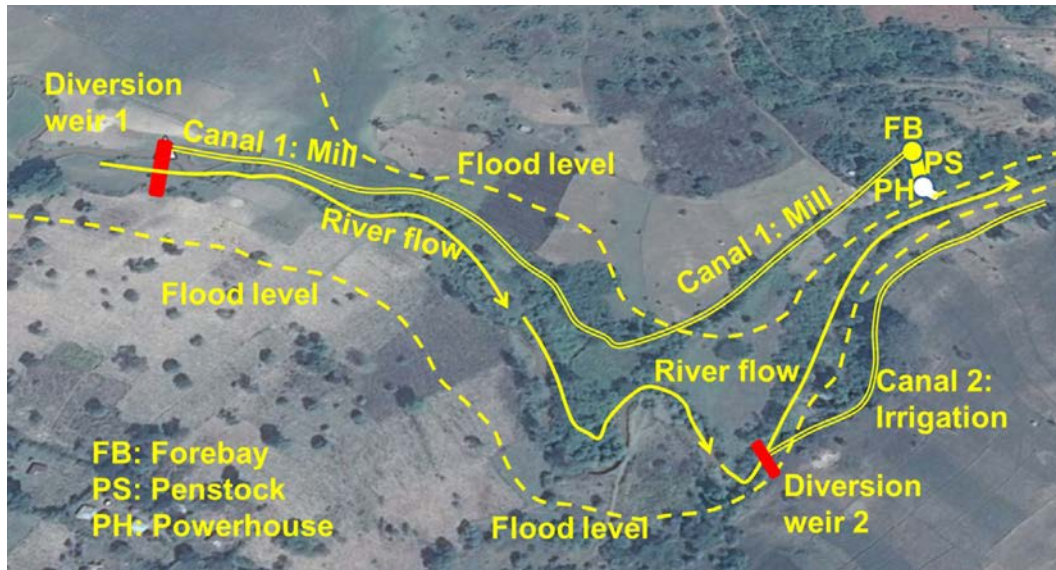 Diversion
weir 1
Canal 1: Mill
Flood level
FB
PS
PH
River flow
Canal 1: Mill
Flood level
River flow
Canal 2:
Irrigation
FB: Forebay
PS: Penstock
PH: Powerhouse
Flood level
Diversion
weir 2